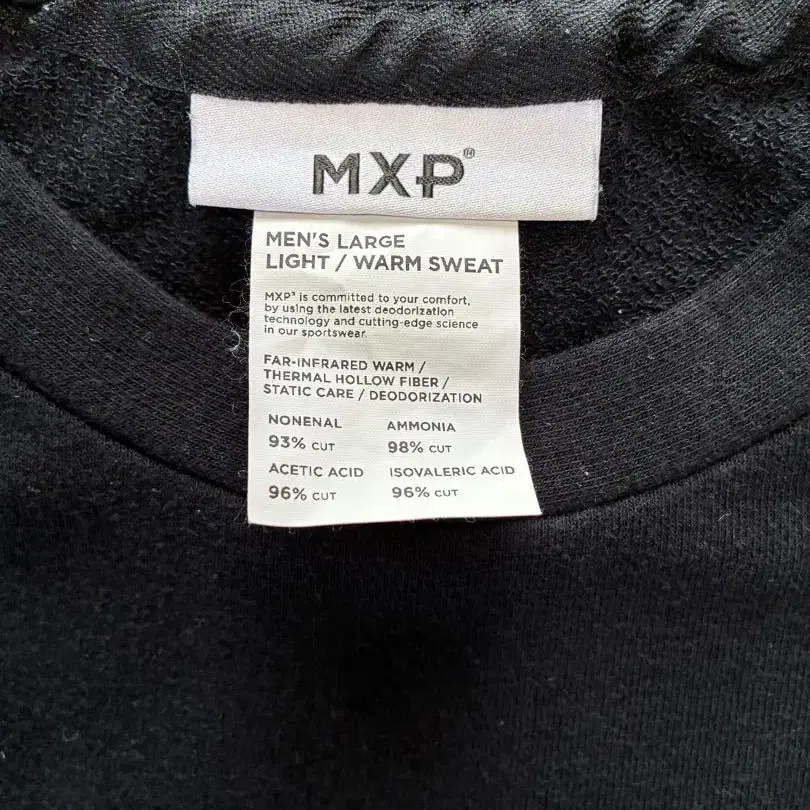 MXP®
MEN'S LARGE
LIGHT / WARM SWEAT
MXP® is committed to your comfort,
by using the latest deodorization
technology and cutting-edge science
in our sportswear.
FAR-INFRARED WARM /
THERMAL HOLLOW FIBER /
STATIC CARE / DEODORIZATION
NONENAL AMMONIA
93% CUT 98% CUT
ACETIC ACID ISOVALERIC ACID
96% CUT 96% CUT